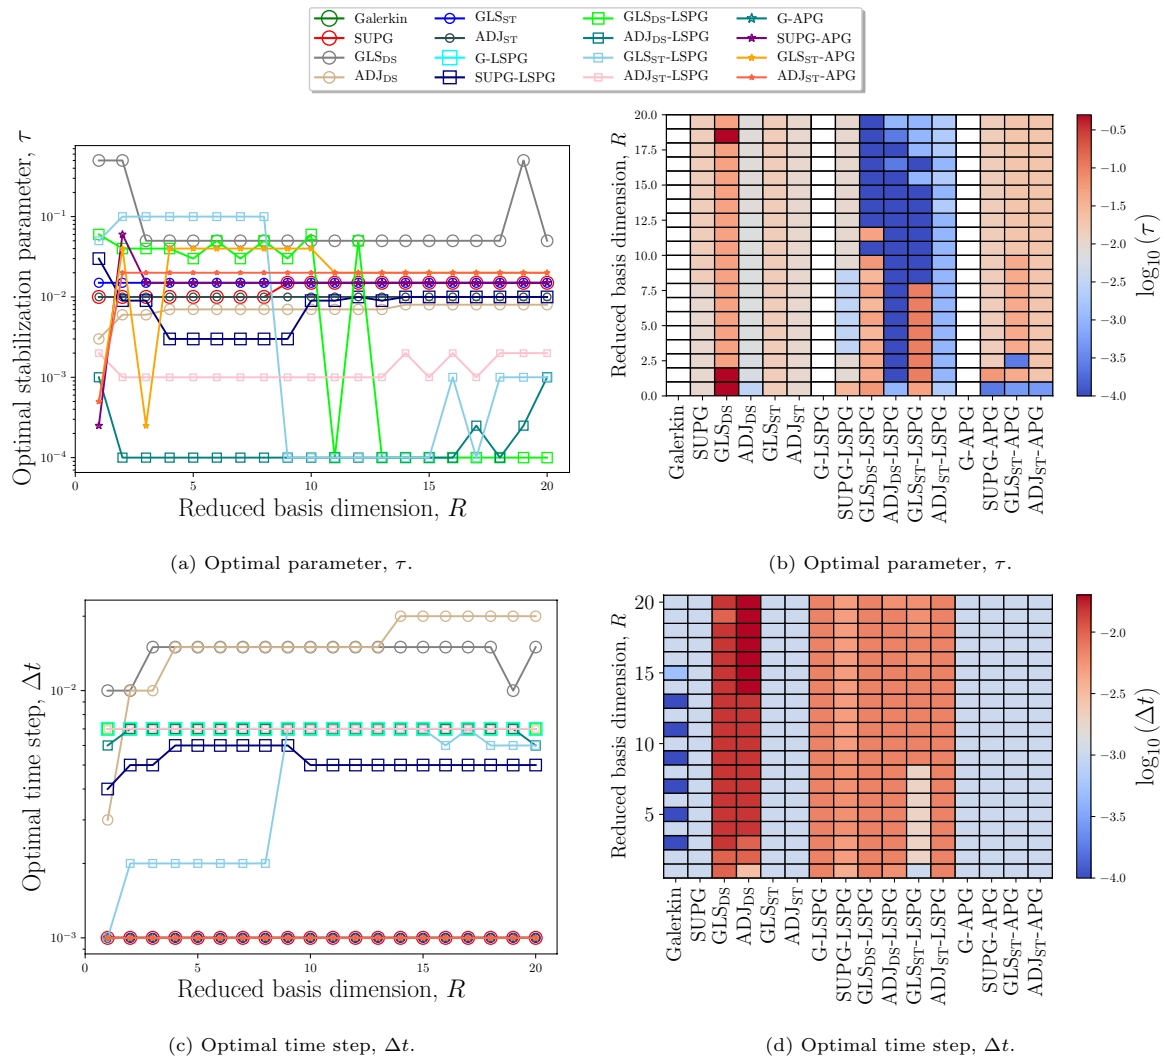 Galerkin
SUPG
GLS_DS
ADJ_DS
GLS_ST
ADJ_ST
G-LSPG
SUPG-LSPG
GLS_DS-LSPG
ADJ_DS-LSPG
GLS_ST-LSPG
ADJ_ST-LSPG
G-APG
SUPG-APG
GLS_ST-APG
ADJ_ST-APG
Optimal stabilization parameter, τ
10^−1
10^−2
10^−3
10^−4
0 5 10 15 20
Reduced basis dimension, R
(a) Optimal parameter, τ.
Reduced basis dimension, R
20.0
17.5
15.0
12.5
10.0
7.5
5.0
2.5
0.0
Galerkin
SUPG
GLS_DS
ADJ_DS
GLS_ST
ADJ_ST
G-LSPG
SUPG-LSPG
GLS_DS-LSPG
ADJ_DS-LSPG
GLS_ST-LSPG
ADJ_ST-LSPG
G-APG
SUPG-APG
GLS_ST-APG
ADJ_ST-APG
−0.5
−1.0
−1.5
−2.0
−2.5
−3.0
−3.5
−4.0
log_10 (τ)
(b) Optimal parameter, τ.
Optimal time step, Δt
10^−2
10^−3
0 5 10 15 20
Reduced basis dimension, R
(c) Optimal time step, Δt.
Reduced basis dimension, R
20
15
10
5
Galerkin
SUPG
GLS_DS
ADJ_DS
GLS_ST
ADJ_ST
G-LSPG
SUPG-LSPG
GLS_DS-LSPG
ADJ_DS-LSPG
GLS_ST-LSPG
ADJ_ST-LSPG
G-APG
SUPG-APG
GLS_ST-APG
ADJ_ST-APG
−2.0
−2.5
−3.0
−3.5
−4.0
log_10 (Δt)
(d) Optimal time step, Δt.